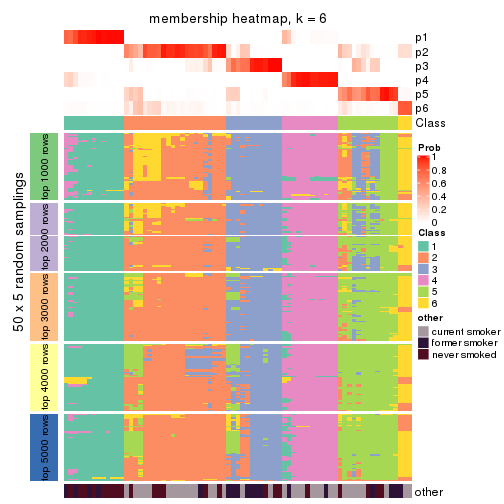 membership heatmap, k = 6
p1
p2
p3
p4
p5
p6
Class
50 x 5 random samplings
top 1000 rows
top 2000 rows
top 3000 rows
top 4000 rows
top 5000 rows
other
Prob
1
0.8
0.6
0.4
0.2
0
Class
1
2
3
4
5
6
other
current smoker
former smoker
never smoked